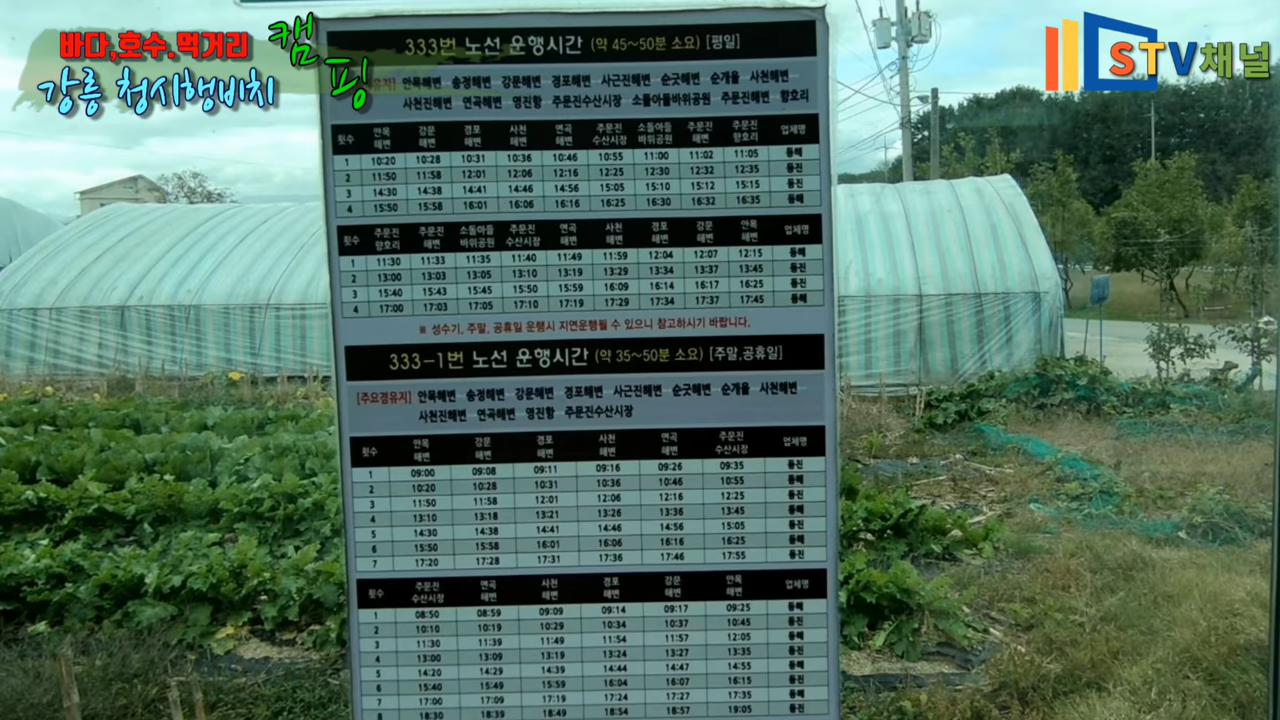 바다,호수.먹거리 캠핑
강릉 청시행비치
STV채널
333번 노선 운행시간 (약 45~50분 소요) [평일]
안목해변 송정해변 강문해변 경포해변 사근진해변 순긋해변 순개울 사천해변
사천진해변 연곡해변 영진항 주문진수산시장 소돌아들바위공원 주문진해변 향호리
횟수 안목해변 강문해변 경포해변 사천해변 연곡해변 주문진수산시장 소돌아들바위공원 주문진해변 주문진향호리 업체명
1 10:20 10:28 10:31 10:36 10:46 10:55 11:00 11:02 11:05 동해
2 11:50 11:58 12:01 12:06 12:16 12:25 12:30 12:32 12:35 동진
3 14:30 14:38 14:41 14:46 14:56 15:05 15:10 15:12 15:15 동진
4 15:50 15:58 16:01 16:06 16:16 16:25 16:30 16:32 16:35 동해
횟수 주문진향호리 주문진해변 소돌아들바위공원 주문진수산시장 연곡해변 사천해변 경포해변 강문해변 안목해변 업체명
1 11:30 11:33 11:35 11:40 11:49 11:59 12:04 12:07 12:15 동해
2 13:00 13:03 13:05 13:10 13:19 13:29 13:34 13:37 13:45 동진
3 15:40 15:43 15:45 15:50 15:59 16:09 16:14 16:17 16:25 동진
4 17:00 17:03 17:05 17:10 17:19 17:29 17:34 17:37 17:45 동해
※ 성수기, 주말, 공휴일 운행시 지연운행될 수 있으니 참고하시기 바랍니다.
333-1번 노선 운행시간 (약 35~50분 소요) [주말,공휴일]
[주요경유지] 안목해변 송정해변 강문해변 경포해변 사근진해변 순긋해변 순개울 사천해변
사천진해변 연곡해변 영진항 주문진수산시장
횟수 안목해변 강문해변 경포해변 사천해변 연곡해변 주문진수산시장 업체명
1 09:00 09:08 09:11 09:16 09:26 09:35 동진
2 10:20 10:28 10:31 10:36 10:46 10:55 동해
3 11:50 11:58 12:01 12:06 12:16 12:25 동진
4 13:10 13:18 13:21 13:26 13:36 13:45 동해
5 14:30 14:38 14:41 14:46 14:56 15:05 동진
6 15:50 15:58 16:01 16:06 16:16 16:25 동해
7 17:20 17:28 17:31 17:36 17:46 17:55 동진
횟수 주문진수산시장 연곡해변 사천해변 경포해변 강문해변 안목해변 업체명
1 08:50 08:59 09:09 09:14 09:17 09:25 동해
2 10:10 10:19 10:29 10:34 10:37 10:45 동진
3 11:30 11:39 11:49 11:54 11:57 12:05 동해
4 13:00 13:09 13:19 13:24 13:27 13:35 동진
5 14:20 14:29 14:39 14:44 14:47 14:55 동해
6 15:40 15:49 15:59 16:04 16:07 16:15 동진
7 17:00 17:09 17:19 17:24 17:27 17:35 동해
8 18:30 18:39 18:49 18:54 18:57 19:05 동진